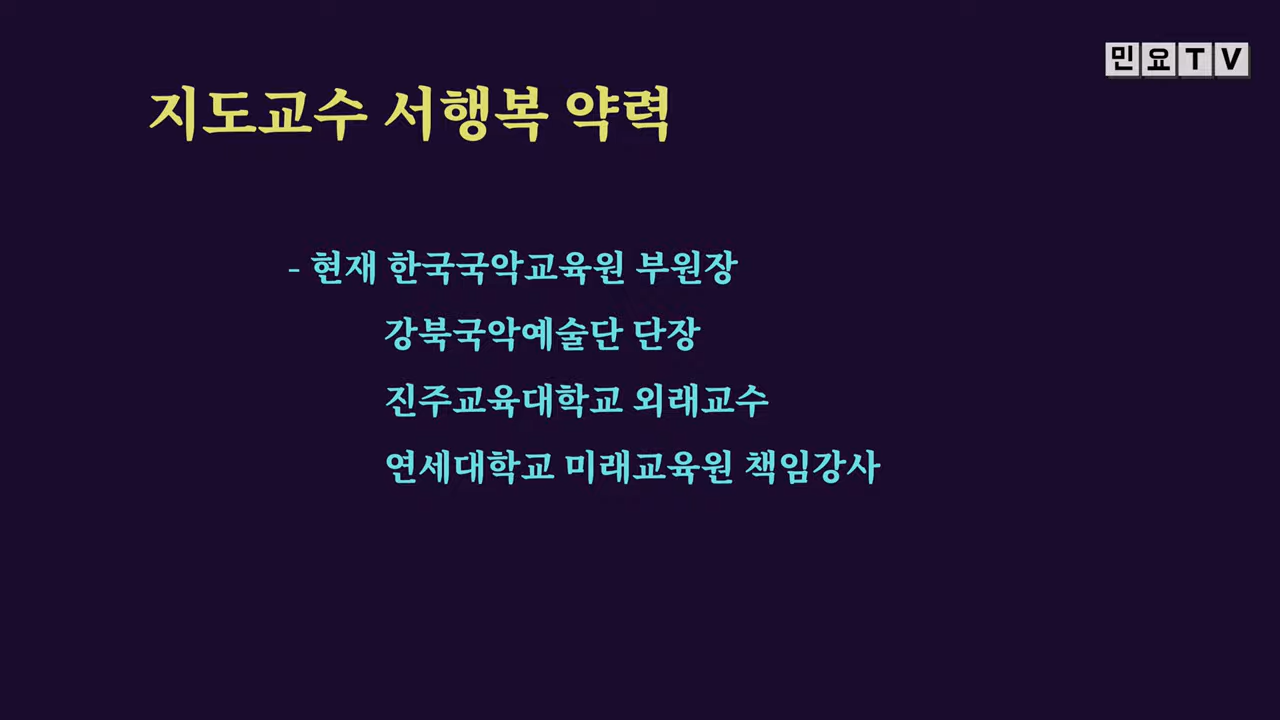 민요TV
지도교수 서행복 약력
- 현재 한국국악교육원 부원장
강북국악예술단 단장
진주교육대학교 외래교수
연세대학교 미래교육원 책임강사